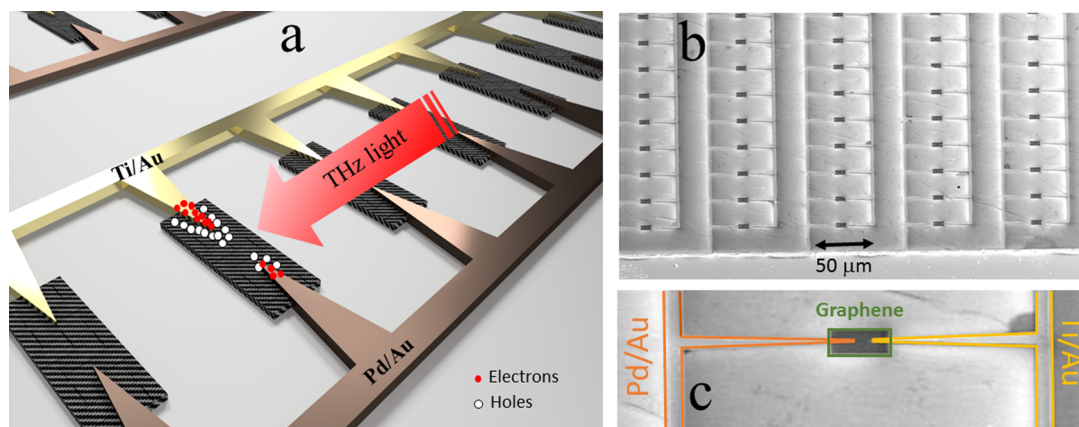 a
Ti/Au
THz light
Pd/Au
Electrons
Holes
b
50 μm
Graphene
Pd/Au
Ti/Au
c